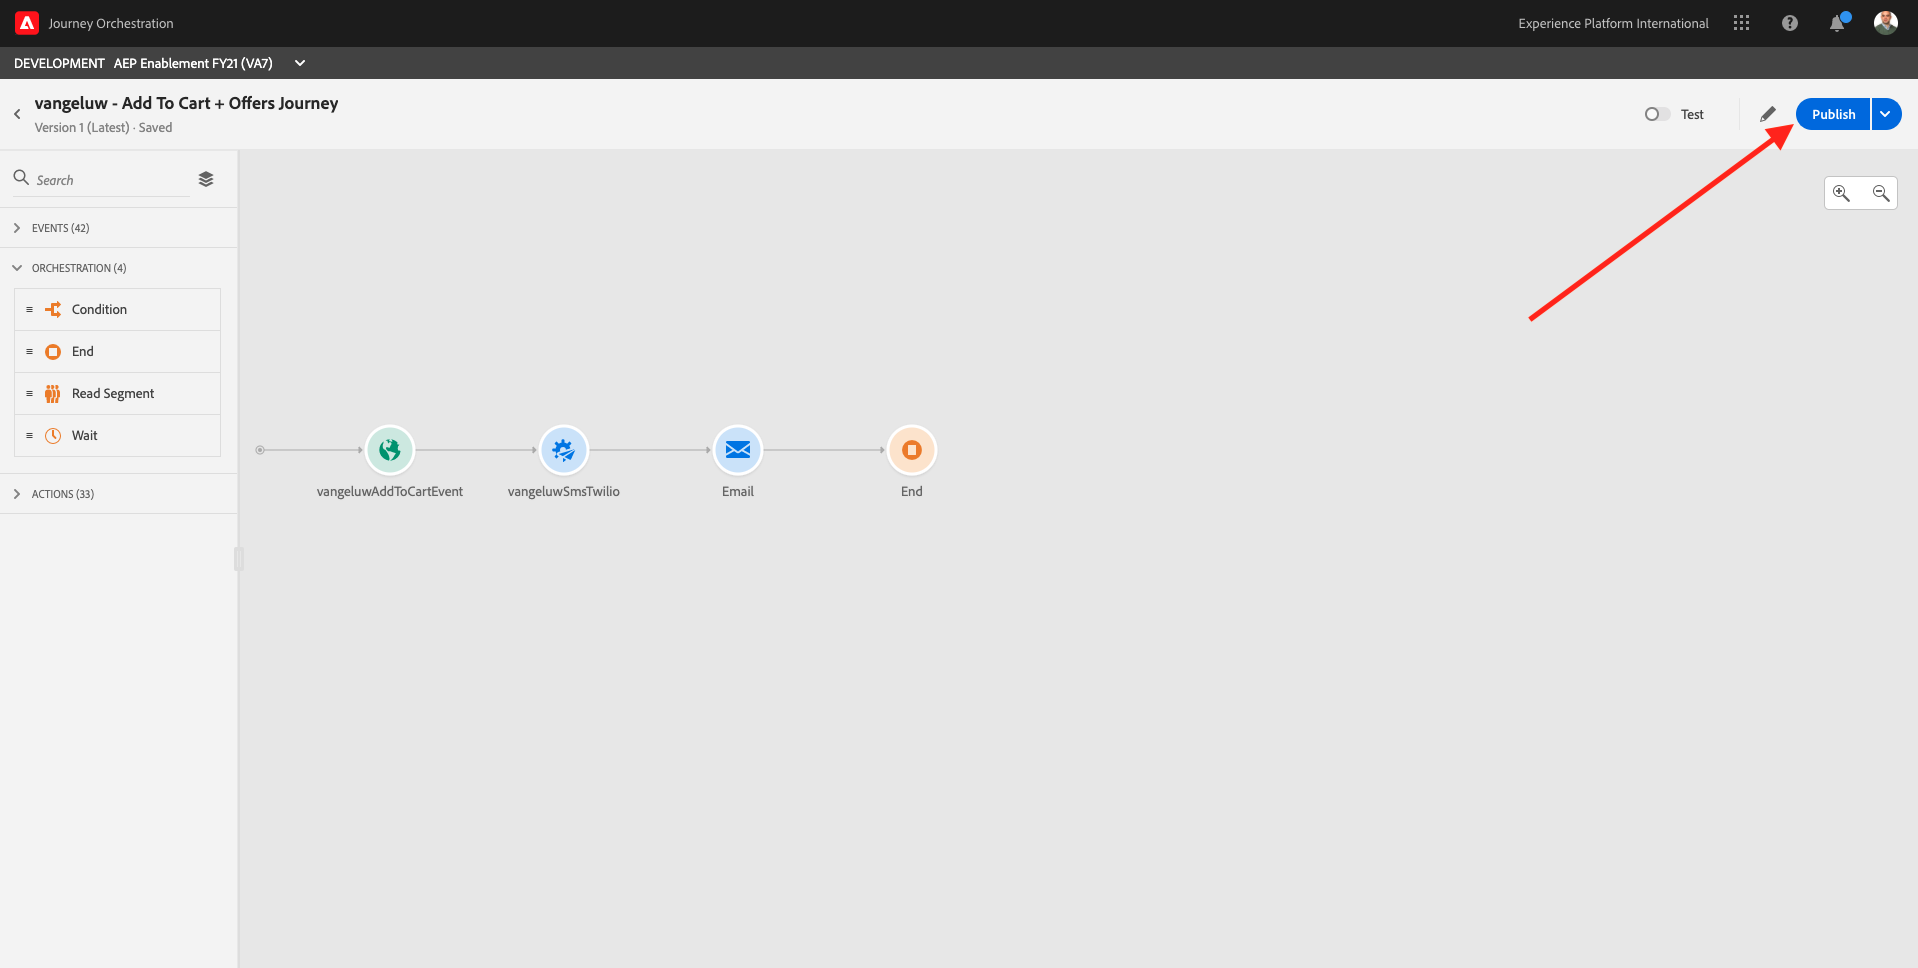 Journey Orchestration
Experience Platform International
DEVELOPMENT AEP Enablement FY21 (VA7)
vangeluw - Add To Cart + Offers Journey
Version 1 (Latest) · Saved
Test
Publish
Search
EVENTS (42)
ORCHESTRATION (4)
Condition
End
Read Segment
Wait
ACTIONS (33)
vangeluwAddToCartEvent
vangeluwSmsTwilio
Email
End